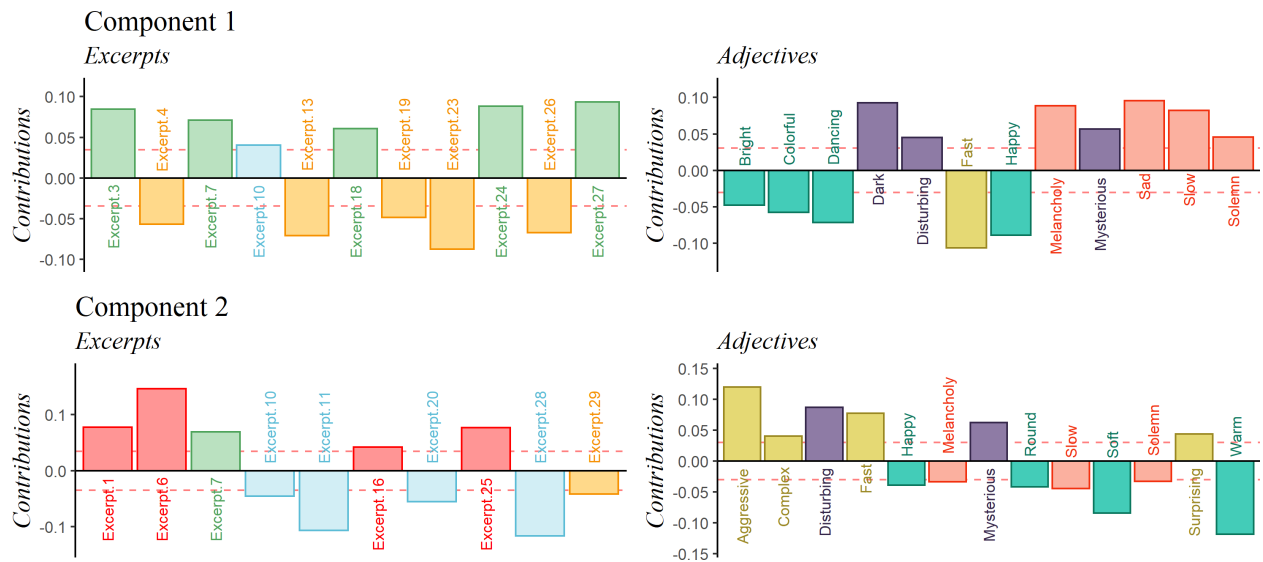 Component 1
Excerpts
Adjectives
Contributions
0.10
0.05
0.00
-0.05
-0.10
Excerpt.3
Excerpt.4
Excerpt.7
Excerpt.10
Excerpt.13
Excerpt.18
Excerpt.19
Excerpt.23
Excerpt.24
Excerpt.26
Excerpt.27
Contributions
0.10
0.05
0.00
-0.05
-0.10
Bright
Colorful
Dancing
Dark
Disturbing
Fast
Happy
Melancholy
Mysterious
Sad
Slow
Solemn
Component 2
Excerpts
Adjectives
Contributions
0.1
0.0
-0.1
Excerpt.1
Excerpt.6
Excerpt.7
Excerpt.10
Excerpt.11
Excerpt.16
Excerpt.20
Excerpt.25
Excerpt.28
Excerpt.29
Contributions
0.15
0.10
0.05
0.00
-0.05
-0.10
-0.15
Aggressive
Complex
Disturbing
Fast
Happy
Melancholy
Mysterious
Round
Slow
Soft
Solemn
Surprising
Warm